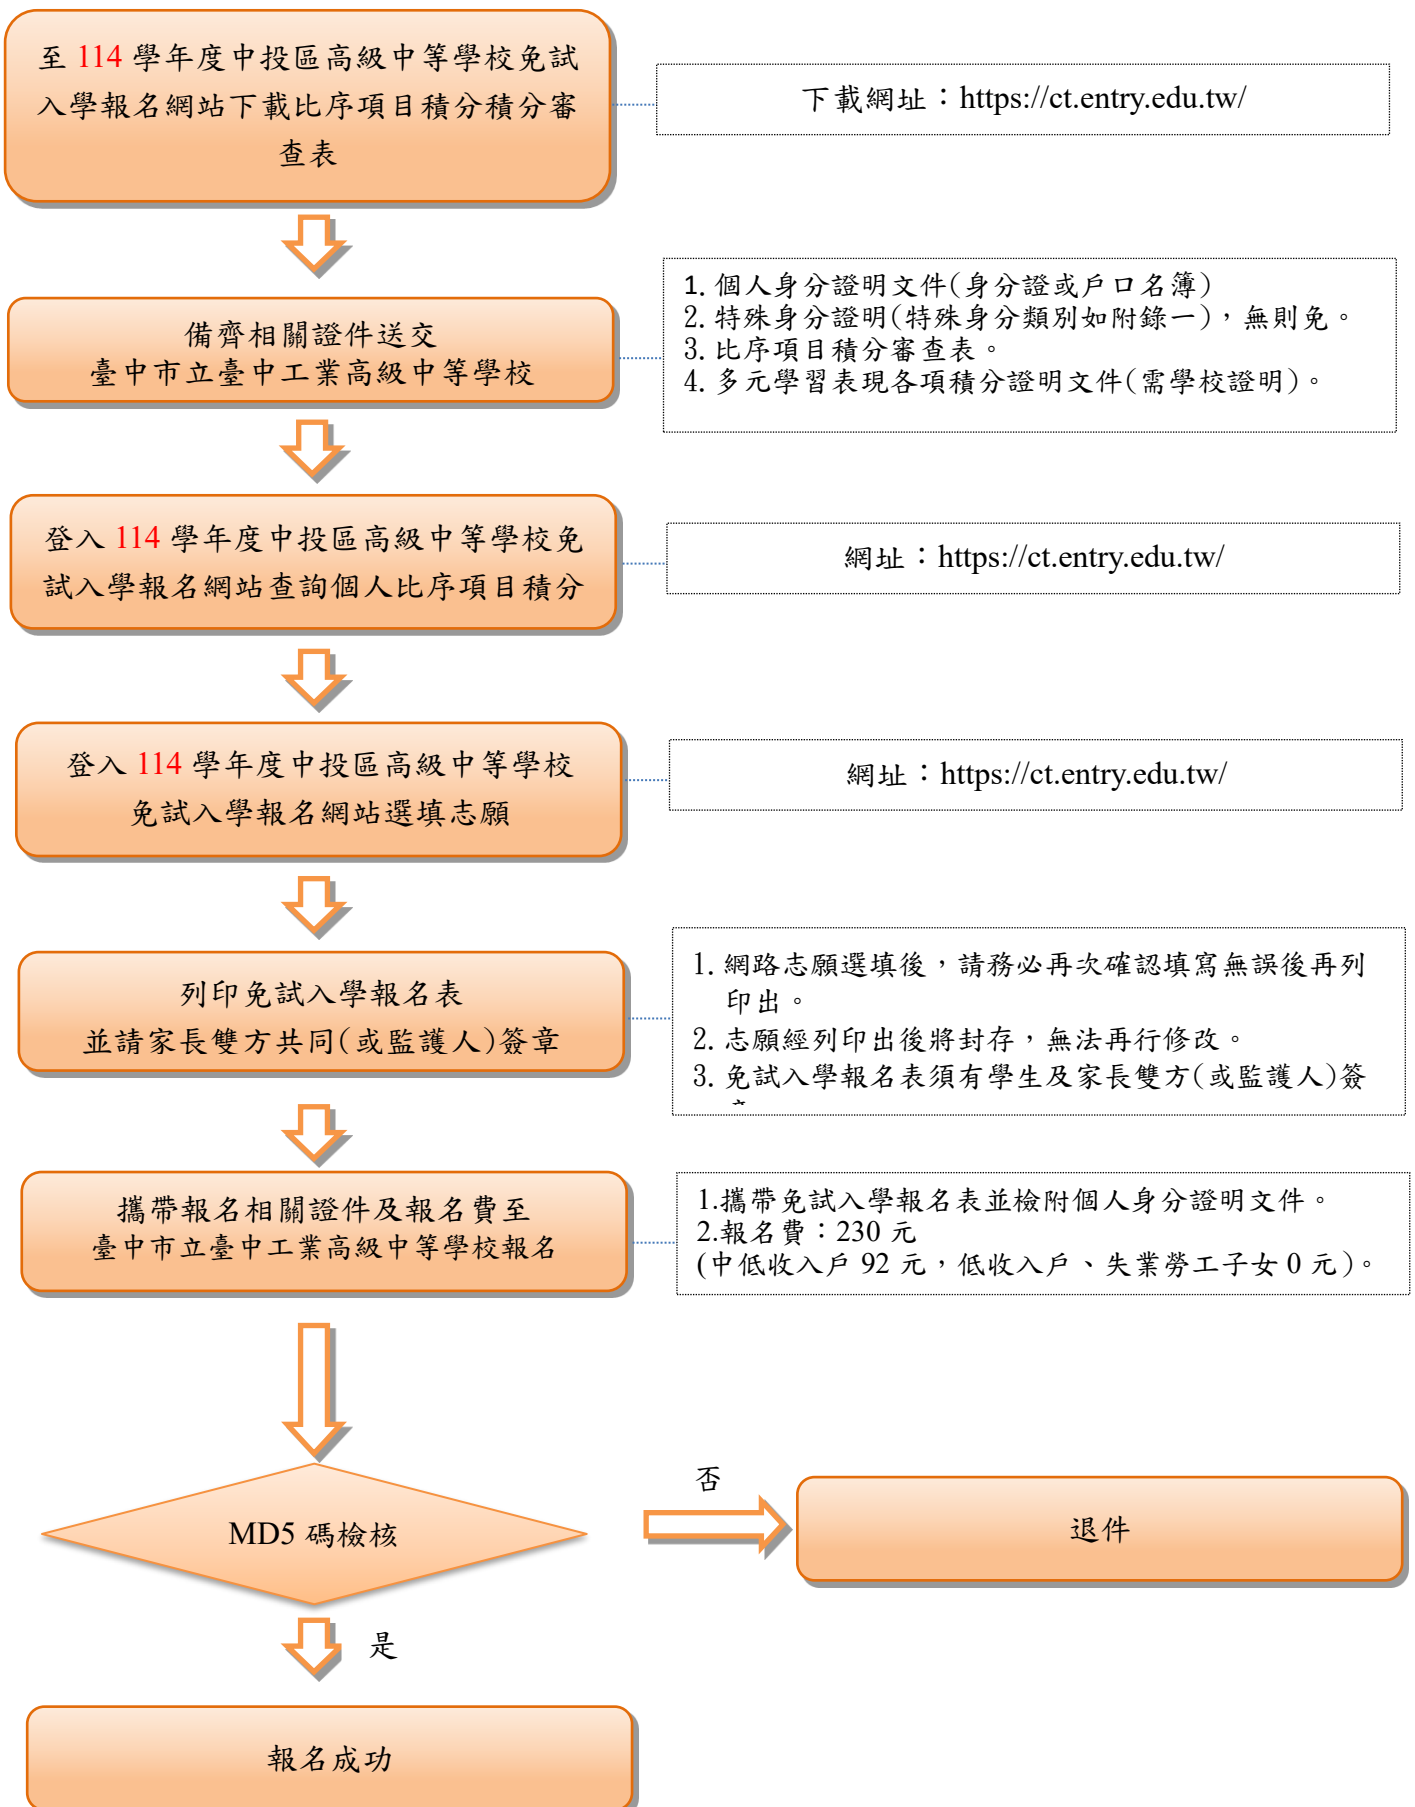 至 114 學年度中投區高級中等學校免試
入學報名網站下載比序項目積分積分審
查表
下載網址：https://ct.entry.edu.tw/
備齊相關證件送交
臺中市立臺中工業高級中等學校
1. 個人身分證明文件(身分證或戶口名簿)
2. 特殊身分證明(特殊身分類別如附錄一)，無則免。
3. 比序項目積分審查表。
4. 多元學習表現各項積分證明文件(需學校證明)。
登入 114 學年度中投區高級中等學校免
試入學報名網站查詢個人比序項目積分
網址：https://ct.entry.edu.tw/
登入 114 學年度中投區高級中等學校
免試入學報名網站選填志願
網址：https://ct.entry.edu.tw/
列印免試入學報名表
並請家長雙方共同(或監護人)簽章
1. 網路志願選填後，請務必再次確認填寫無誤後再列
印出。
2. 志願經列印出後將封存，無法再行修改。
3. 免試入學報名表須有學生及家長雙方(或監護人)簽
攜帶報名相關證件及報名費至
臺中市立臺中工業高級中等學校報名
1.攜帶免試入學報名表並檢附個人身分證明文件。
2.報名費：230 元
(中低收入戶 92 元，低收入戶、失業勞工子女 0 元)。
MD5 碼檢核
否
退件
是
報名成功